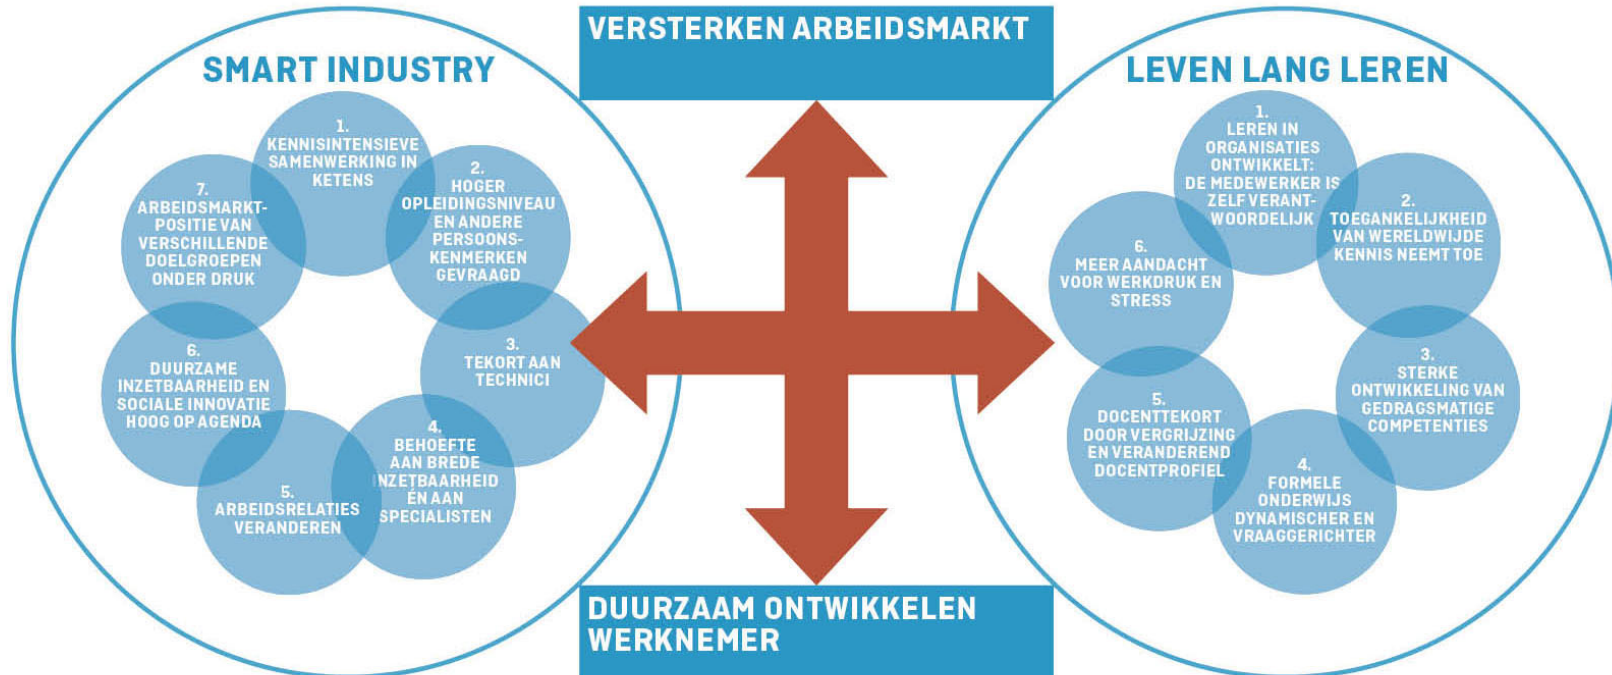 VERSTERKEN ARBEIDSMARKT
SMART INDUSTRY
1.
KENNISINTENSIEVE
SAMENWERKING IN
KETENS
2.
HOGER
OPLEIDINGSNIVEAU
EN ANDERE
PERSOONS-
KENMERKEN
GEVRAAGD
3.
TEKORT AAN
TECHNICI
4.
BEHOEFTE
AAN BREDE
INZETBAARHEID
ÉN AAN
SPECIALISTEN
5.
ARBEIDSRELATIES
VERANDEREN
6.
DUURZAME
INZETBAARHEID EN
SOCIALE INNOVATIE
HOOG OP AGENDA
7.
ARBEIDSMARKT-
POSITIE VAN
VERSCHILLENDE
DOELGROEPEN
ONDER DRUK
LEVEN LANG LEREN
1.
LEREN IN
ORGANISATIES
ONTWIKKELT:
DE MEDEWERKER IS
ZELF VERANT-
WOORDELIJK
2.
TOEGANKELIJKHEID
VAN WERELDWIJDE
KENNIS NEEMT TOE
3.
STERKE
ONTWIKKELING VAN
GEDRAGSMATIGE
COMPETENTIES
4.
FORMELE
ONDERWIJS
DYNAMISCHER EN
VRAAGGERICHTER
5.
DOCENTTEKORT
DOOR VERGRIJZING
EN VERANDEREND
DOCENTPROFIEL
6.
MEER AANDACHT
VOOR WERKDRUK EN
STRESS
DUURZAAM ONTWIKKELEN
WERKNEMER